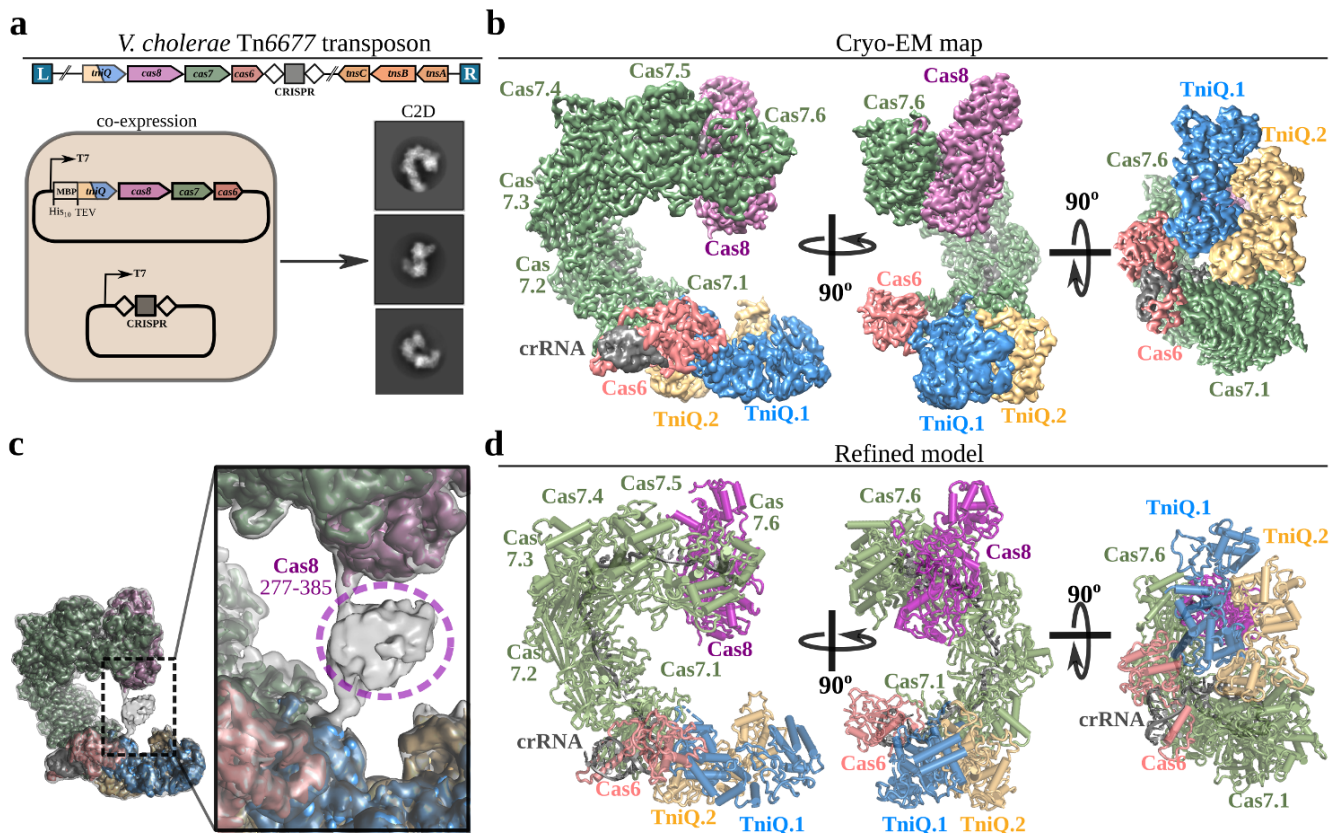 a
V. cholerae Tn6677 transposon
L
tniQ
cas8
cas7
cas6
CRISPR
tnsC
tnsB
tnsA
R
co-expression
T7
MBP
tniQ
cas8
cas7
cas6
His10
TEV
T7
CRISPR
C2D
b
Cryo-EM map
Cas7.5
Cas7.4
Cas7.6
Cas
7.3
Cas8
Cas
7.2
Cas7.1
crRNA
Cas6
TniQ.2
TniQ.1
90º
Cas8
Cas7.6
Cas6
TniQ.1
TniQ.2
90º
TniQ.1
TniQ.2
Cas7.6
Cas6
Cas7.1
c
Cas8
277-385
d
Refined model
Cas7.5
Cas7.4
Cas
7.6
Cas
7.3
Cas8
Cas
7.2
Cas7.1
crRNA
Cas6
TniQ.2
TniQ.1
90º
Cas7.6
Cas8
Cas7.1
Cas6
TniQ.1
TniQ.2
90º
TniQ.1
TniQ.2
Cas7.6
crRNA
Cas6
Cas7.1